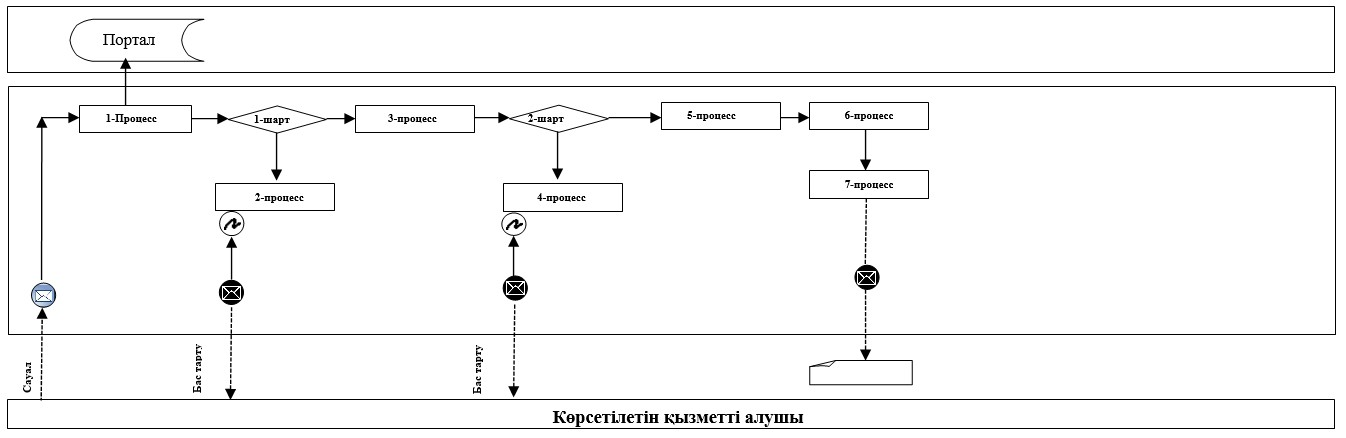 Портал
1-Процесс
1-шарт
3-процесс
2-шарт
5-процесс
6-процесс
2-процесс
4-процесс
7-процесс
Сауал
Бас тарту
Бас тарту
Көрсетілетін қызметті алушы